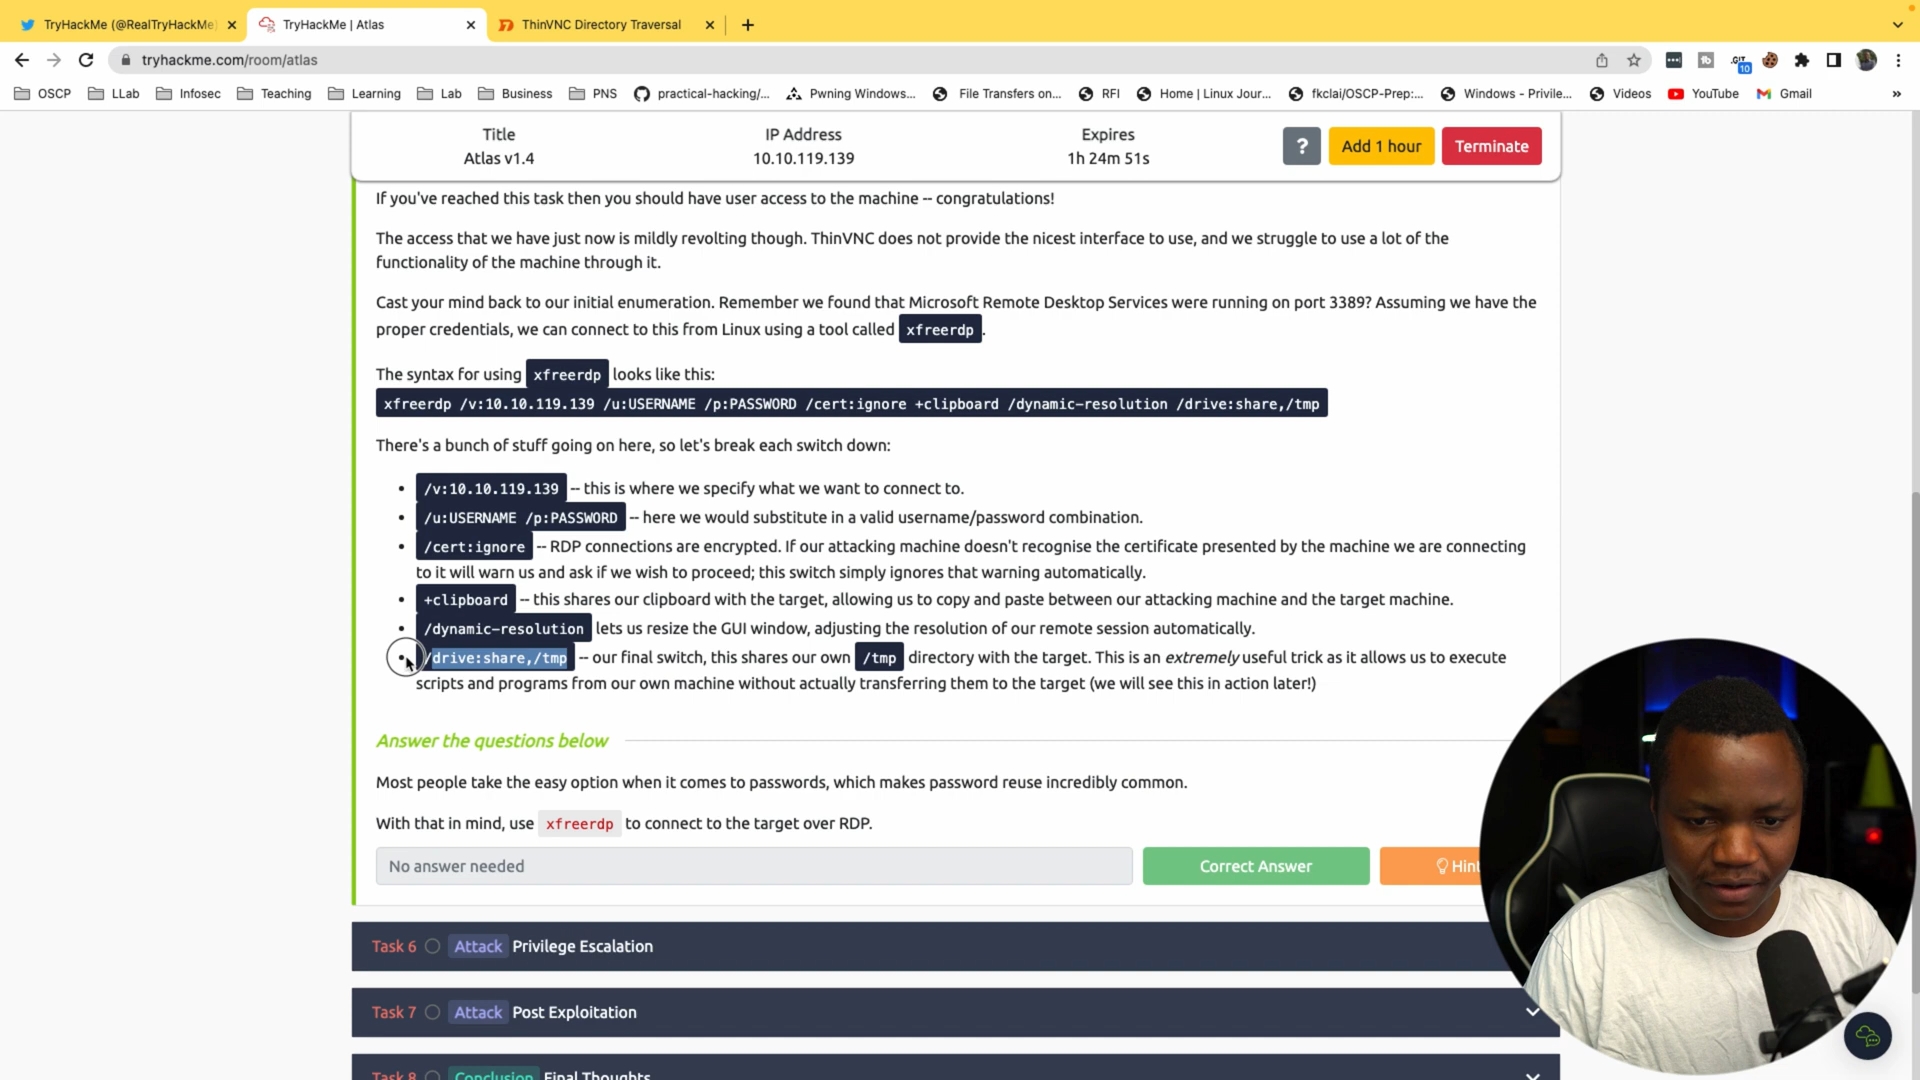 TryHackMe (@RealTryHackMe)
TryHackMe | Atlas
ThinVNC Directory Traversal
tryhackme.com/room/atlas
GIT 10
OSCP LLab Infosec Teaching Learning Lab Business PNS practical-hacking/... Pwning Windows... File Transfers on... RFI Home | Linux Jour... fkclai/OSCP-Prep:... Windows - Privile... Videos YouTube Gmail »
Title IP Address Expires
Atlas v1.4 10.10.119.139 1h 24m 51s ? Add 1 hour Terminate
If you've reached this task then you should have user access to the machine -- congratulations!
The access that we have just now is mildly revolting though. ThinVNC does not provide the nicest interface to use, and we struggle to use a lot of the
functionality of the machine through it.
Cast your mind back to our initial enumeration. Remember we found that Microsoft Remote Desktop Services were running on port 3389? Assuming we have the
proper credentials, we can connect to this from Linux using a tool called xfreerdp.
The syntax for using xfreerdp looks like this:
xfreerdp /v:10.10.119.139 /u:USERNAME /p:PASSWORD /cert:ignore +clipboard /dynamic-resolution /drive:share,/tmp
There's a bunch of stuff going on here, so let's break each switch down:
• /v:10.10.119.139 -- this is where we specify what we want to connect to.
• /u:USERNAME /p:PASSWORD -- here we would substitute in a valid username/password combination.
• /cert:ignore -- RDP connections are encrypted. If our attacking machine doesn't recognise the certificate presented by the machine we are connecting
to it will warn us and ask if we wish to proceed; this switch simply ignores that warning automatically.
• +clipboard -- this shares our clipboard with the target, allowing us to copy and paste between our attacking machine and the target machine.
• /dynamic-resolution lets us resize the GUI window, adjusting the resolution of our remote session automatically.
• /drive:share,/tmp -- our final switch, this shares our own /tmp directory with the target. This is an extremely useful trick as it allows us to execute
scripts and programs from our own machine without actually transferring them to the target (we will see this in action later!)
Answer the questions below
Most people take the easy option when it comes to passwords, which makes password reuse incredibly common.
With that in mind, use xfreerdp to connect to the target over RDP.
No answer needed Correct Answer Hint
Task 6 Attack Privilege Escalation
Task 7 Attack Post Exploitation
Task 8 Conclusion Final Thoughts